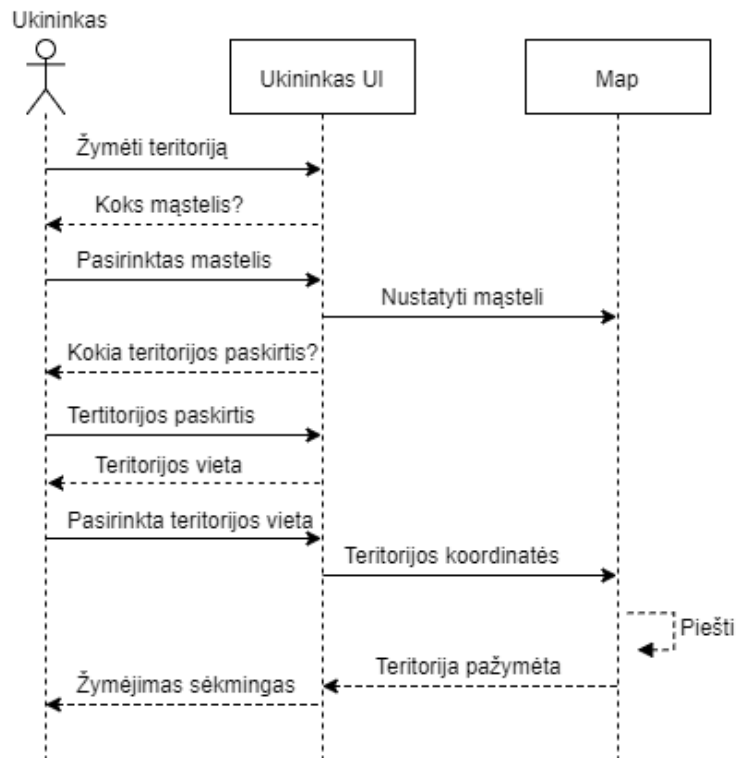 Ukininkas
Ukininkas UI
Map
Žymėti teritoriją
Koks mąstelis?
Pasirinktas mastelis
Nustatyti mąsteli
Kokia teritorijos paskirtis?
Tertitorijos paskirtis
Teritorijos vieta
Pasirinkta teritorijos vieta
Teritorijos koordinatės
Piešti
Teritorija pažymėta
Žymėjimas sėkmingas